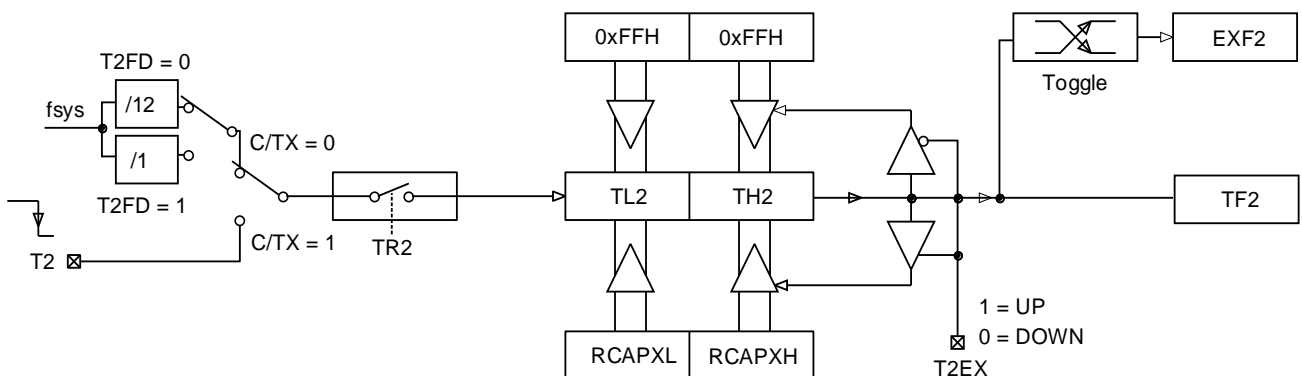 0xFFH 0xFFH
EXF2
Toggle
T2FD = 0
fsys
/12
C/TX = 0
/1
T2FD = 1
TL2 TH2
TF2
C/TX = 1
TR2
T2
1 = UP
0 = DOWN
RCAPXL RCAPXH
T2EX